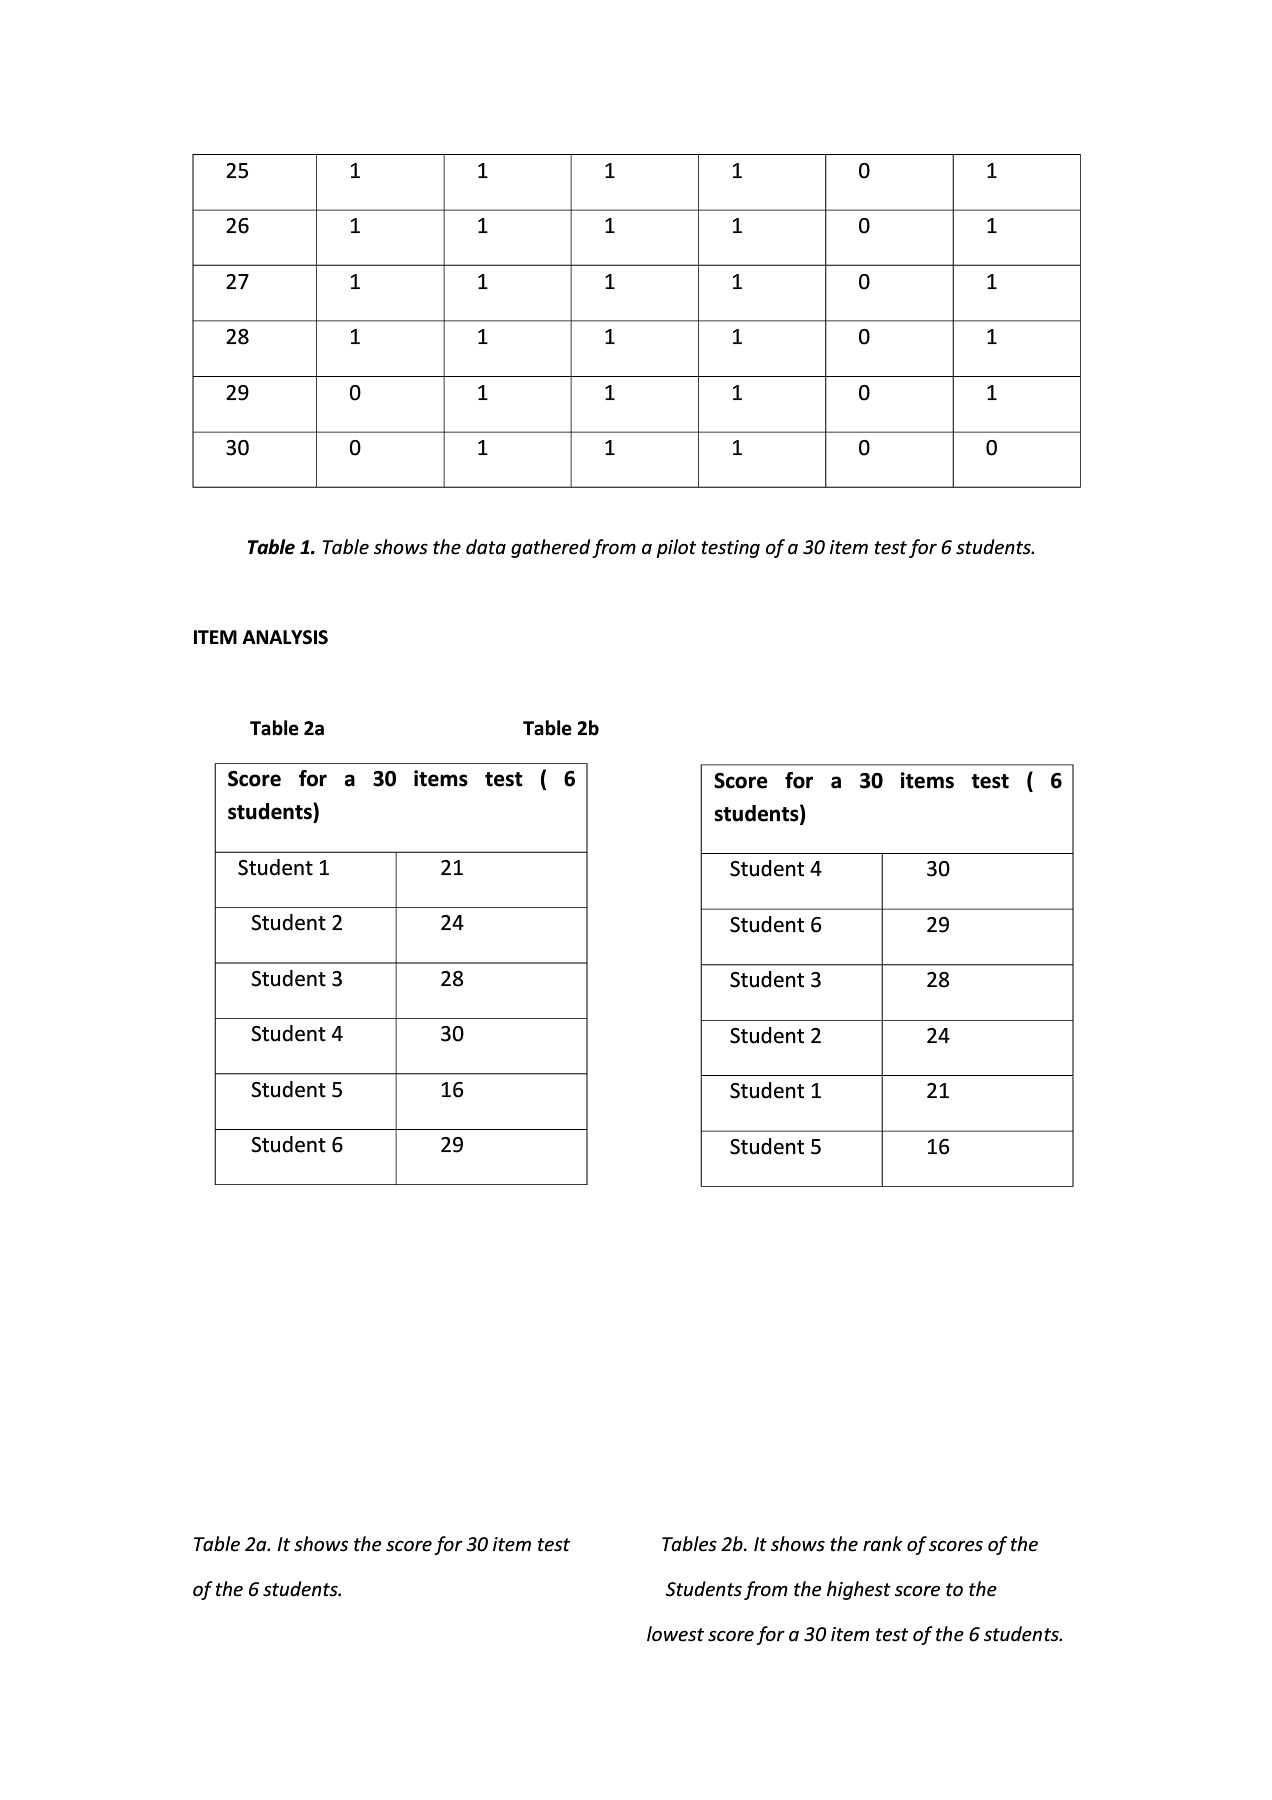 25 1 1 1 1 0 1
26 1 1 1 1 0 1
27 1 1 1 1 0 1
28 1 1 1 1 0 1
29 0 1 1 1 0 1
30 0 1 1 1 0 0
Table 1. Table shows the data gathered from a pilot testing of a 30 item test for 6 students.
ITEM ANALYSIS
Table 2a Table 2b
Score for a 30 items test ( 6
students)
Student 1 21
Student 2 24
Student 3 28
Student 4 30
Student 5 16
Student 6 29
Score for a 30 items test ( 6
students)
Student 4 30
Student 6 29
Student 3 28
Student 2 24
Student 1 21
Student 5 16
Table 2a. It shows the score for 30 item test
of the 6 students.
Tables 2b. It shows the rank of scores of the
Students from the highest score to the
lowest score for a 30 item test of the 6 students.